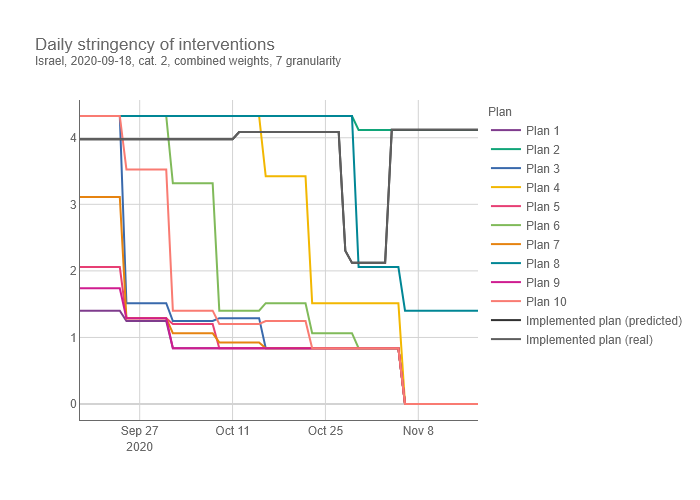 Daily stringency of interventions
Israel, 2020-09-18, cat. 2, combined weights, 7 granularity
Plan
Plan 1
Plan 2
Plan 3
Plan 4
Plan 5
Plan 6
Plan 7
Plan 8
Plan 9
Plan 10
Implemented plan (predicted)
Implemented plan (real)
4
3
2
1
0
Sep 27 Oct 11 Oct 25 Nov 8
2020